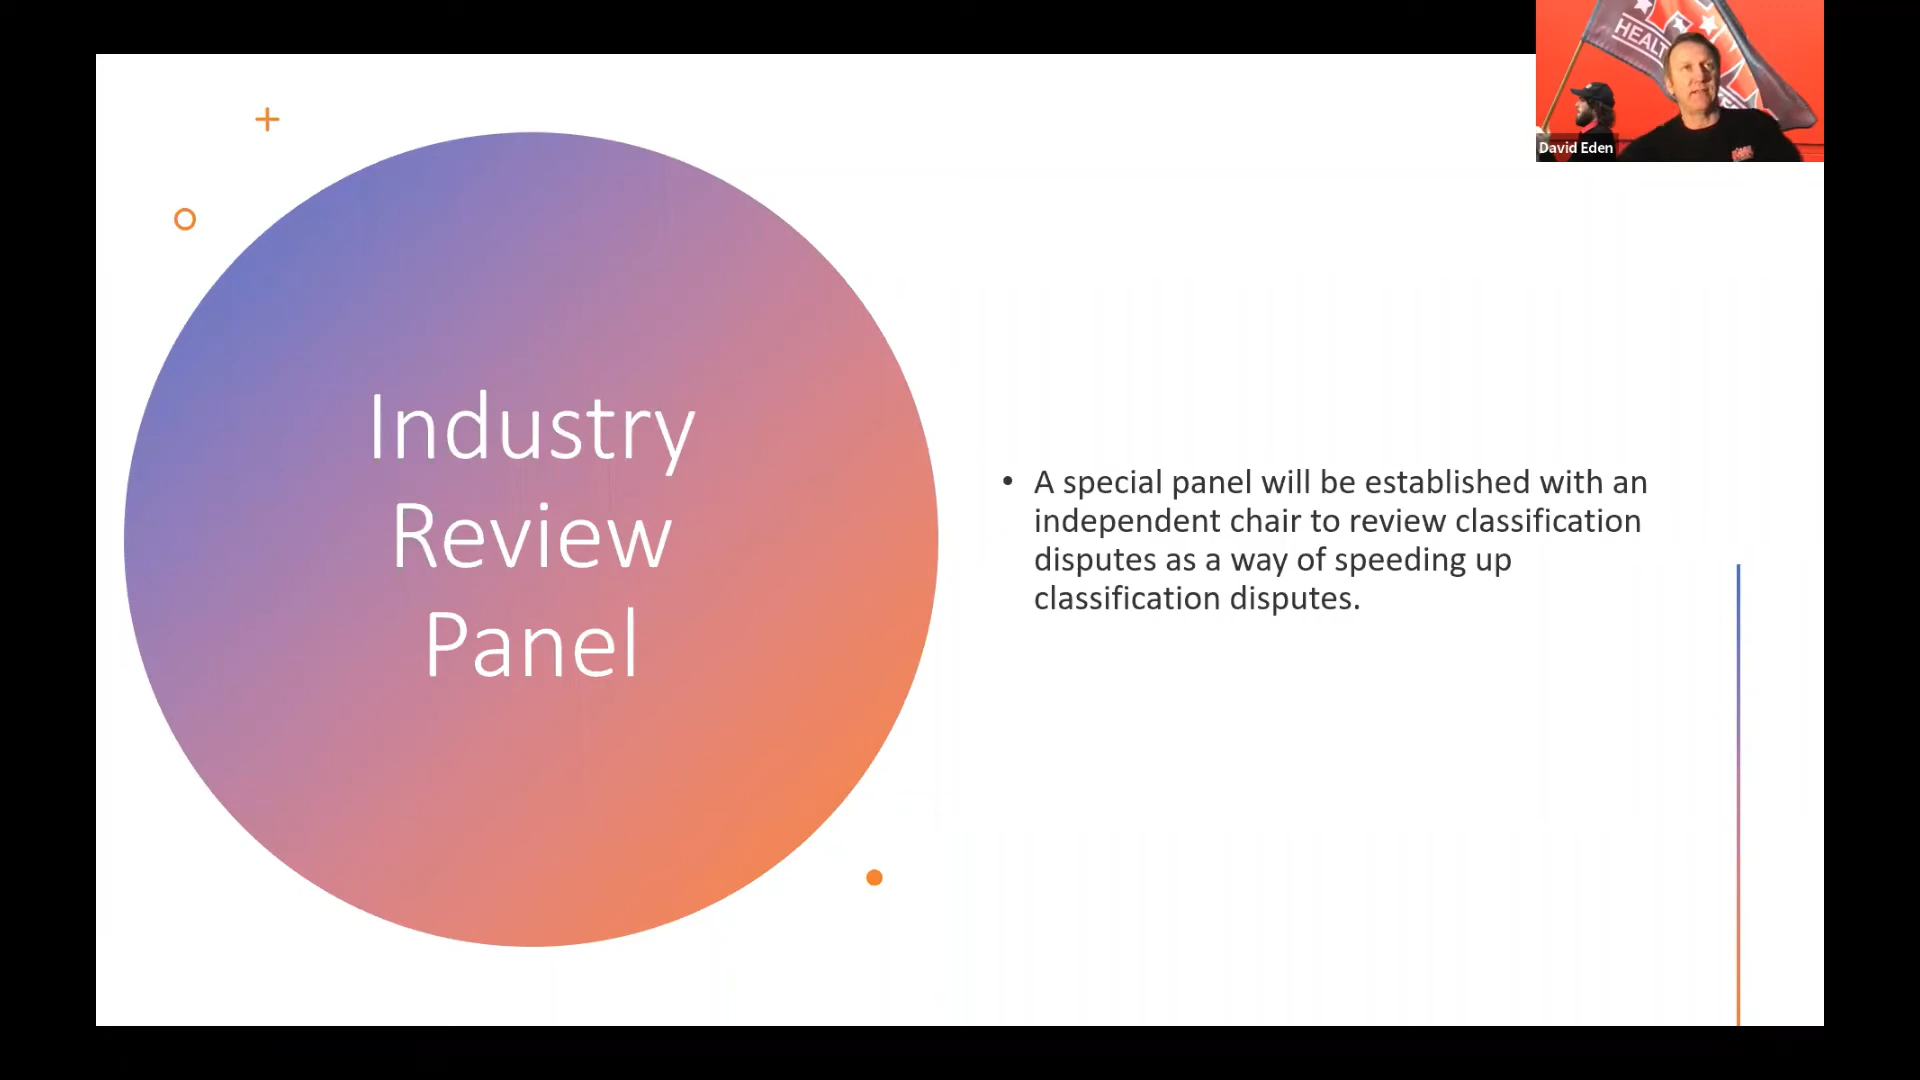 HEALT
David Eden
Industry
Review
Panel
• A special panel will be established with an
independent chair to review classification
disputes as a way of speeding up
classification disputes.